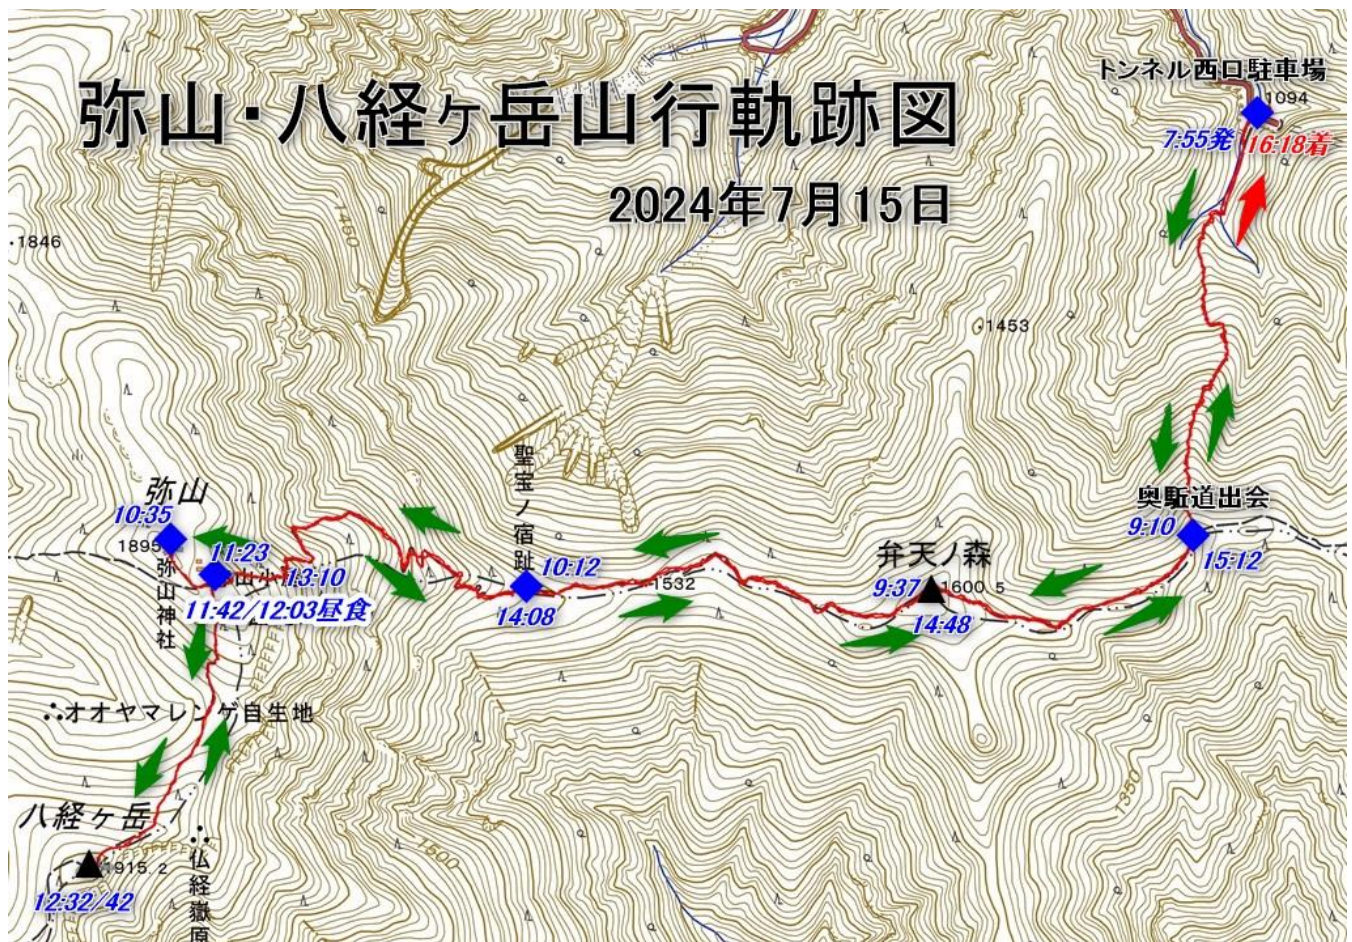 トンネル西口駐車場
1094
弥山・八経ヶ岳山行軌跡図
7:55発 16:18着
2024年7月15日
1450
1846
1453
聖宝ノ宿趾
弥山
奥駈道出会
10:35
9:10
1895
弥山神社
11:23
弁天ノ森
15:12
13:10
10:12
1532
9:37
1600.5
11:42/12:03昼食
14:08
14:48
オオヤマレンゲ自生地
1350
八経ヶ岳
1500
仏経嶽原
1915.2
12:32/42